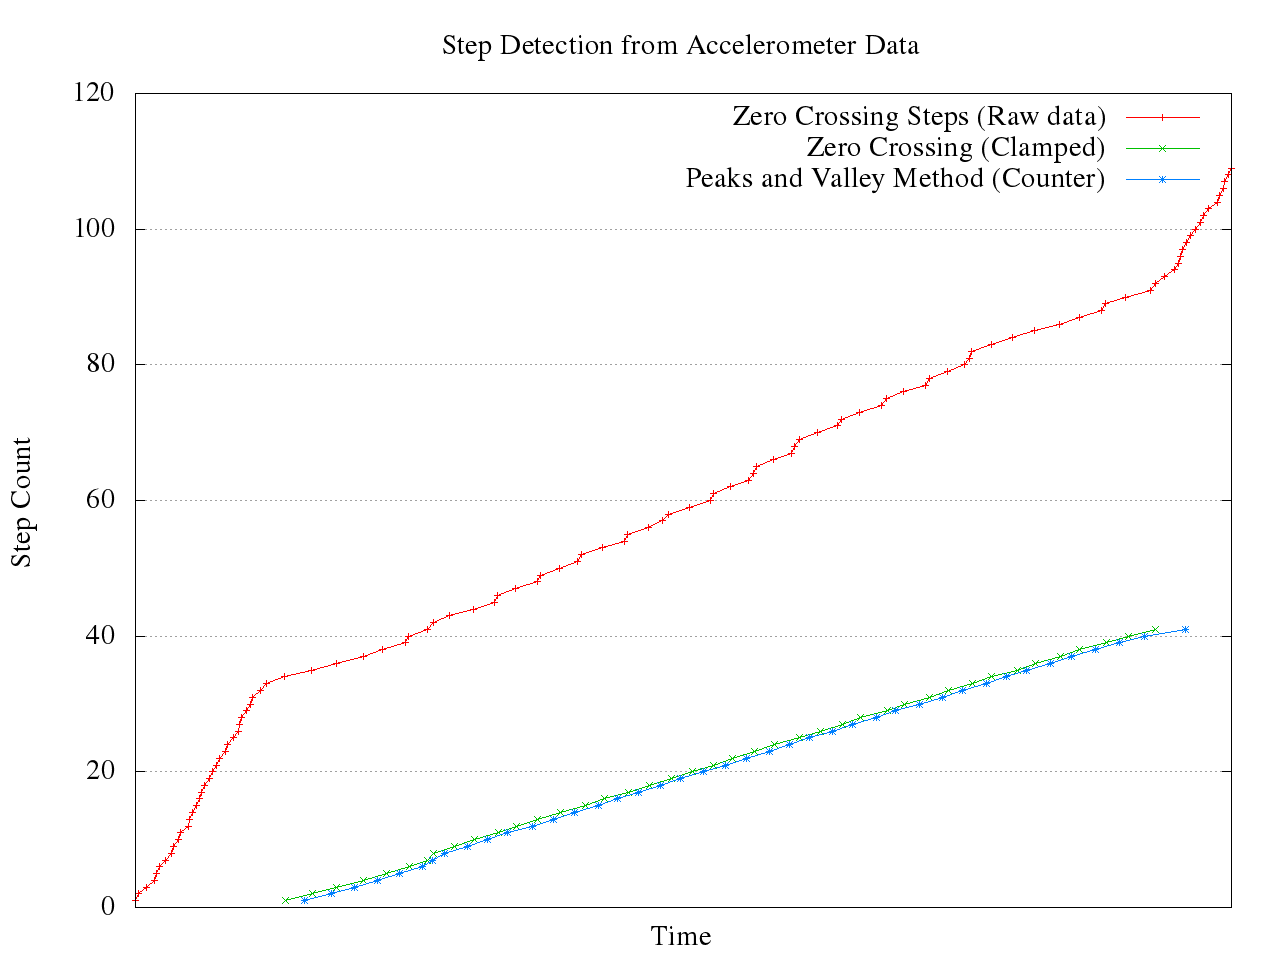 Step Detection from Accelerometer Data
120
100
80
60
40
20
0
Step Count
Zero Crossing Steps (Raw data)
Zero Crossing (Clamped)
Peaks and Valley Method (Counter)
Time